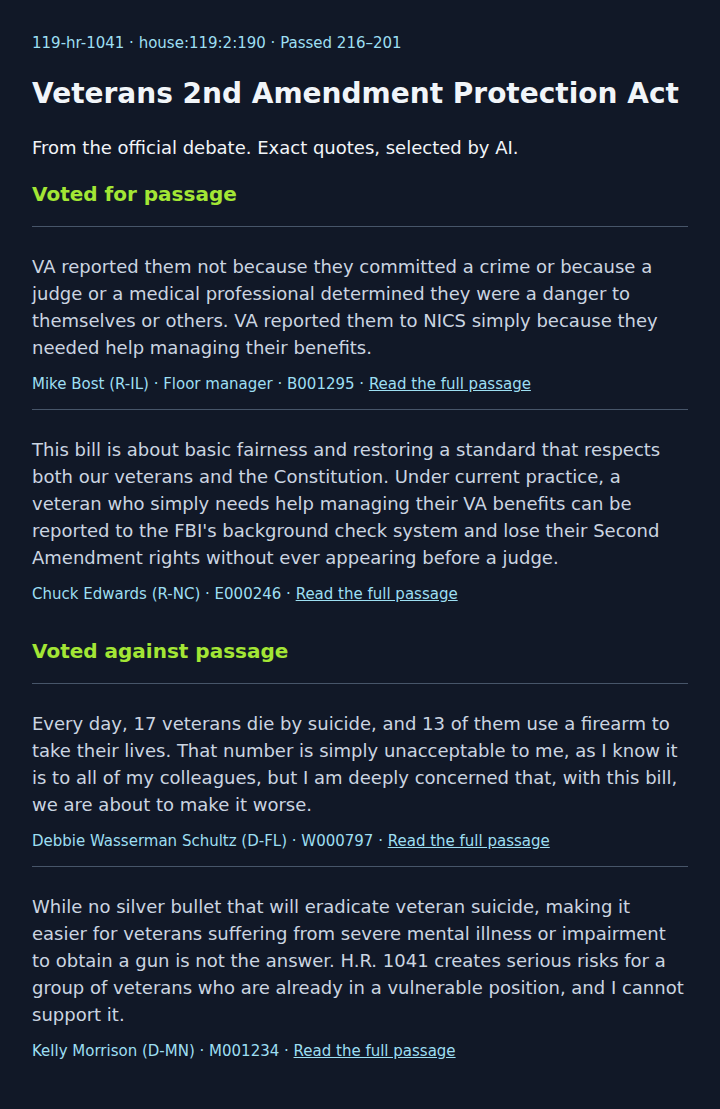 119-hr-1041 · house:119:2:190 · Passed 216–201
Veterans 2nd Amendment Protection Act
From the official debate. Exact quotes, selected by AI.
Voted for passage
VA reported them not because they committed a crime or because a
judge or a medical professional determined they were a danger to
themselves or others. VA reported them to NICS simply because they
needed help managing their benefits.
Mike Bost (R-IL) · Floor manager · B001295 · Read the full passage
This bill is about basic fairness and restoring a standard that respects
both our veterans and the Constitution. Under current practice, a
veteran who simply needs help managing their VA benefits can be
reported to the FBI's background check system and lose their Second
Amendment rights without ever appearing before a judge.
Chuck Edwards (R-NC) · E000246 · Read the full passage
Voted against passage
Every day, 17 veterans die by suicide, and 13 of them use a firearm to
take their lives. That number is simply unacceptable to me, as I know it
is to all of my colleagues, but I am deeply concerned that, with this bill,
we are about to make it worse.
Debbie Wasserman Schultz (D-FL) · W000797 · Read the full passage
While no silver bullet that will eradicate veteran suicide, making it
easier for veterans suffering from severe mental illness or impairment
to obtain a gun is not the answer. H.R. 1041 creates serious risks for a
group of veterans who are already in a vulnerable position, and I cannot
support it.
Kelly Morrison (D-MN) · M001234 · Read the full passage